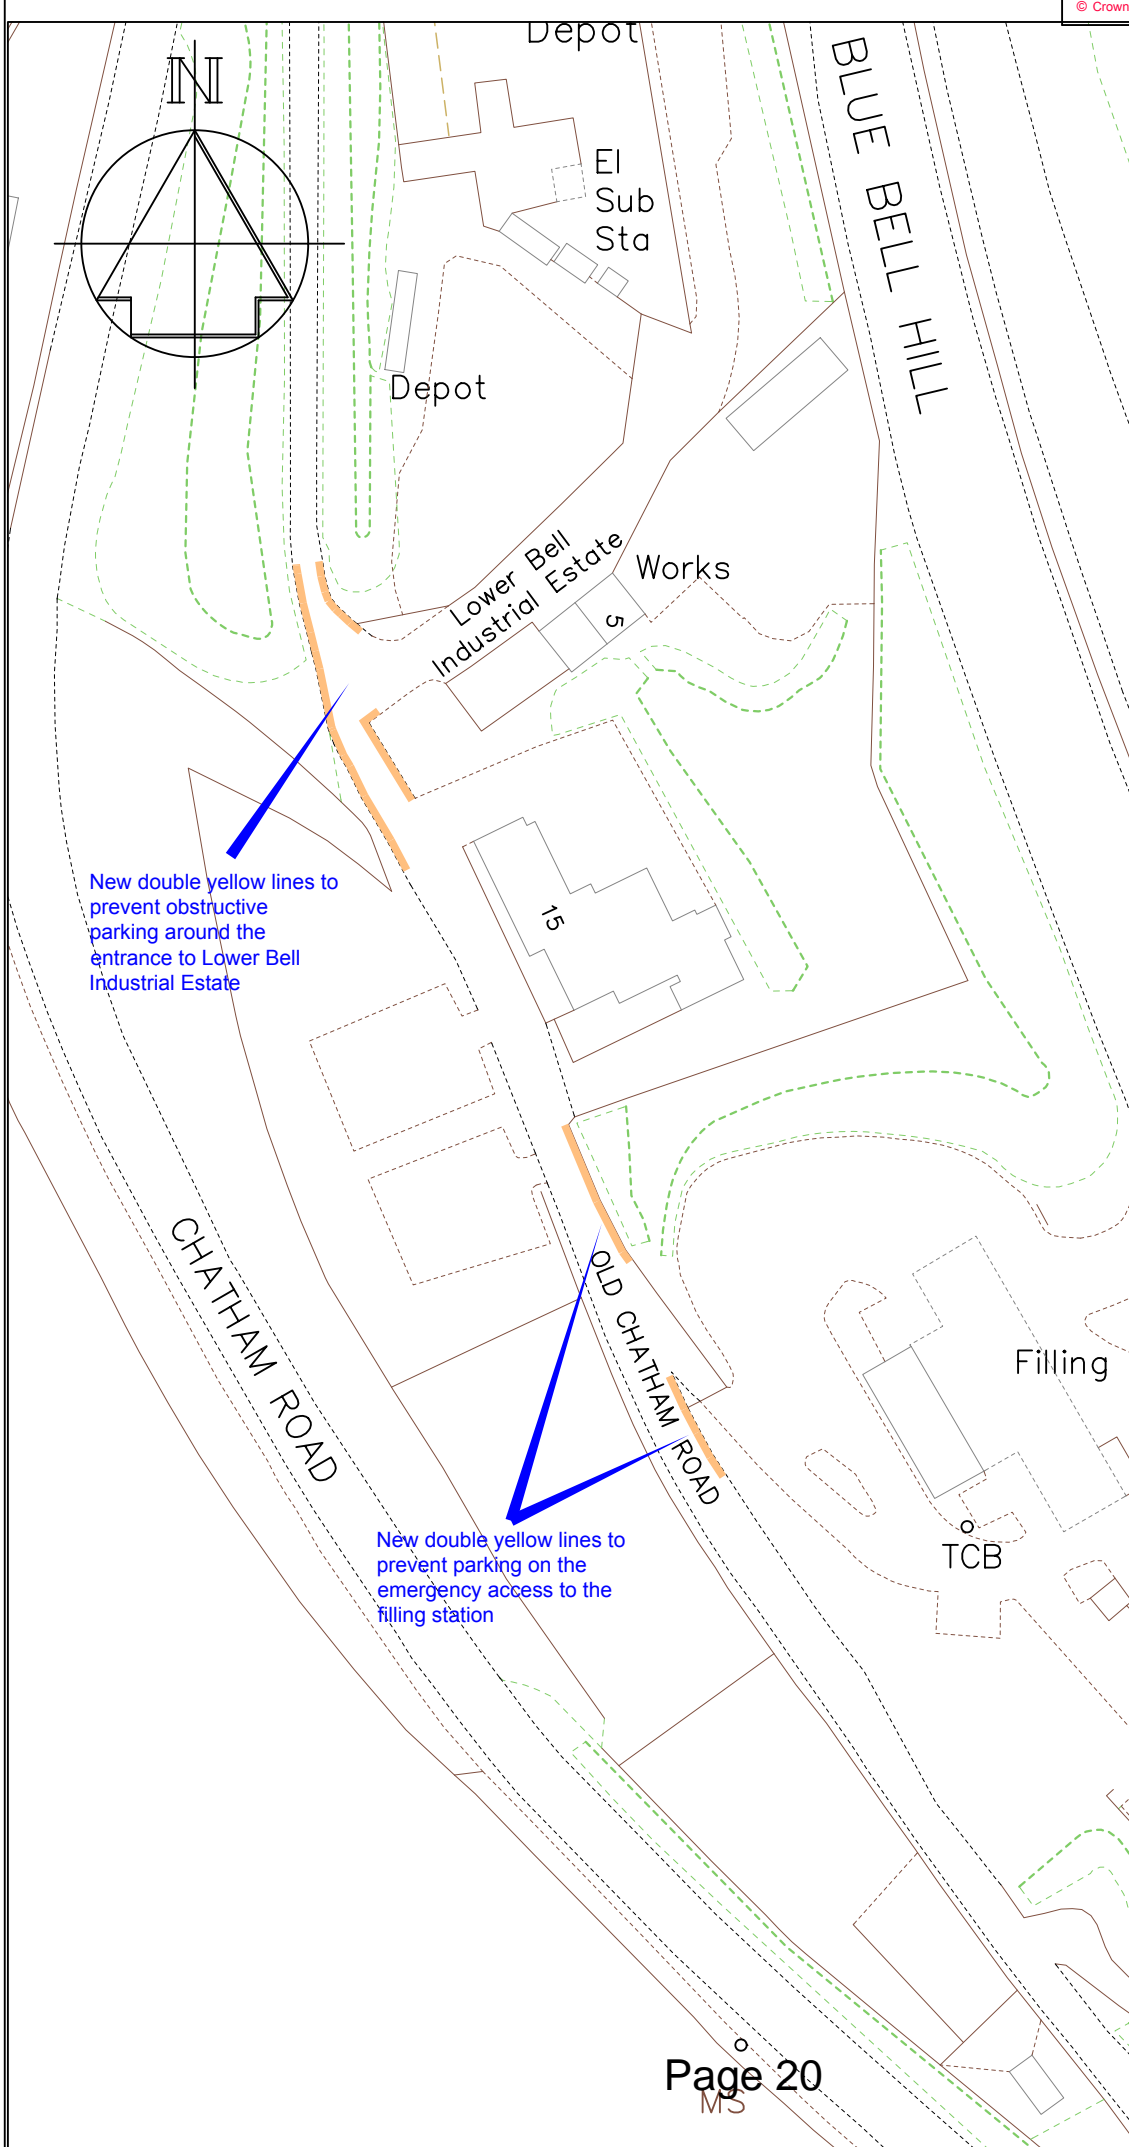 © Crown
Depot
N
BLUE BELL HILL
El
Sub
Sta
Depot
Lower Bell
Industrial Estate
Works
5
New double yellow lines to
prevent obstructive
parking around the
entrance to Lower Bell
Industrial Estate
15
CHATHAM ROAD
OLD CHATHAM ROAD
Filling
New double yellow lines to
prevent parking on the
emergency access to the
filling station
TCB
Page 20
MS